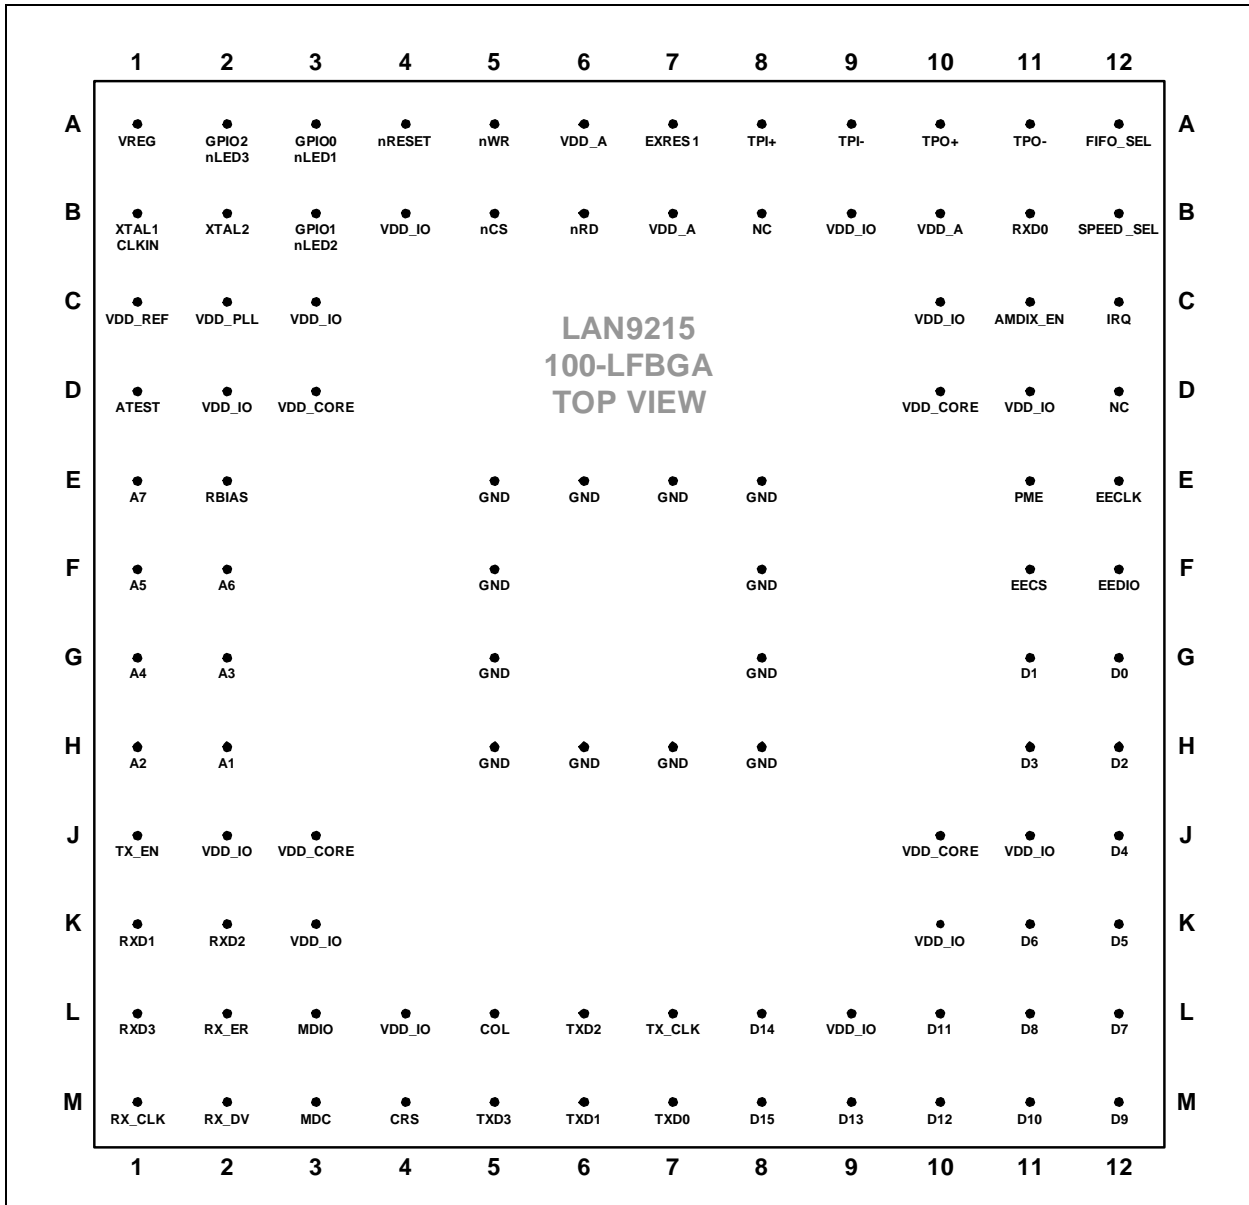 1 2 3 4 5 6 7 8 9 10 11 12
A A
VREG GPIO2 GPIO0 nRESET nWR VDD_A EXRES1 TPI+ TPI- TPO+ TPO- FIFO_SEL
nLED3 nLED1
B B
XTAL1 XTAL2 GPIO1 VDD_IO nCS nRD VDD_A NC VDD_IO VDD_A RXD0 SPEED_SEL
CLKIN nLED2
C C
VDD_REF VDD_PLL VDD_IO VDD_IO AMDIX_EN IRQ
LAN9215
100-LFBGA
TOP VIEW
D D
ATEST VDD_IO VDD_CORE VDD_CORE VDD_IO NC
E E
A7 RBIAS GND GND GND GND PME EECLK
F F
A5 A6 GND GND EECS EEDIO
G G
A4 A3 GND GND D1 D0
H H
A2 A1 GND GND GND GND D3 D2
J J
TX_EN VDD_IO VDD_CORE VDD_CORE VDD_IO D4
K K
RXD1 RXD2 VDD_IO VDD_IO D6 D5
L L
RXD3 RX_ER MDIO VDD_IO COL TXD2 TX_CLK D14 VDD_IO D11 D8 D7
M M
RX_CLK RX_DV MDC CRS TXD3 TXD1 TXD0 D15 D13 D12 D10 D9
1 2 3 4 5 6 7 8 9 10 11 12